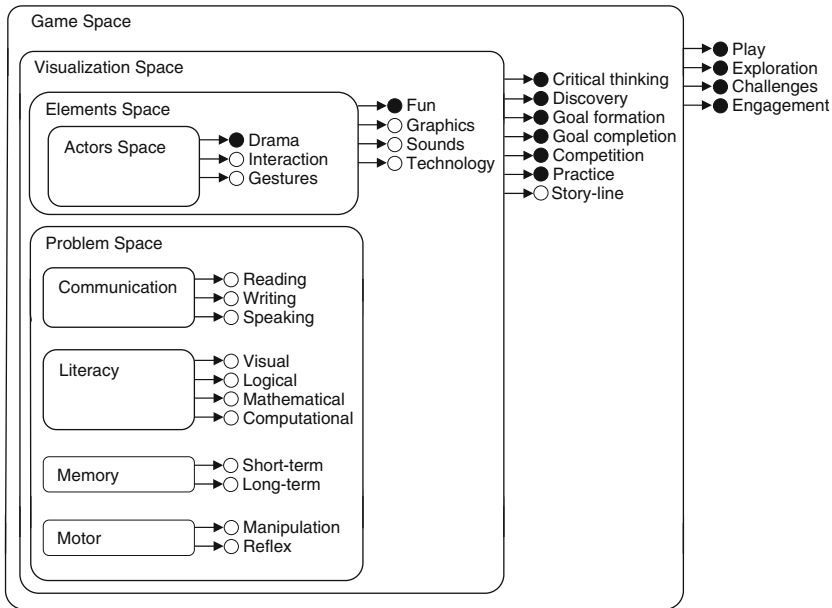 Game Space
Play
Exploration
Challenges
Engagement
Visualization Space
Critical thinking
Discovery
Goal formation
Goal completion
Competition
Practice
Story-line
Elements Space
Fun
Graphics
Sounds
Technology
Actors Space
Drama
Interaction
Gestures
Problem Space
Communication
Reading
Writing
Speaking
Literacy
Visual
Logical
Mathematical
Computational
Memory
Short-term
Long-term
Motor
Manipulation
Reflex